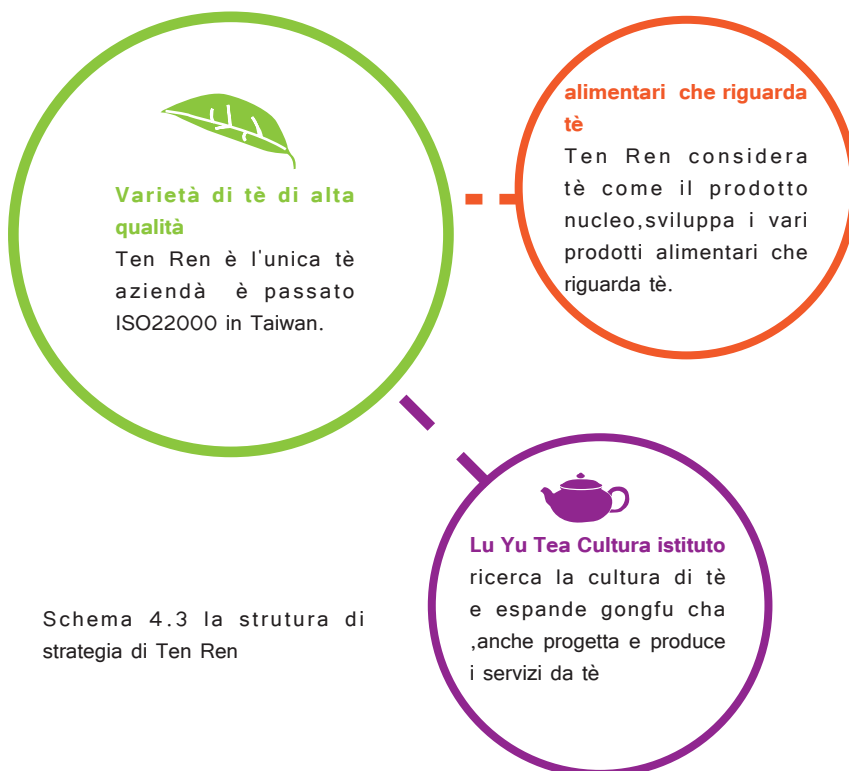 Varietà di tè di alta
qualità
Ten Ren è l'unica tè
aziendà è passato
ISO22000 in Taiwan.
alimentari che riguarda
tè
Ten Ren considera
tè come il prodotto
nucleo,sviluppa i vari
prodotti alimentari che
riguarda tè.
Lu Yu Tea Cultura istituto
ricerca la cultura di tè
e espande gongfu cha
,anche progetta e produce
i servizi da tè
Schema 4.3 la strutura di
strategia di Ten Ren